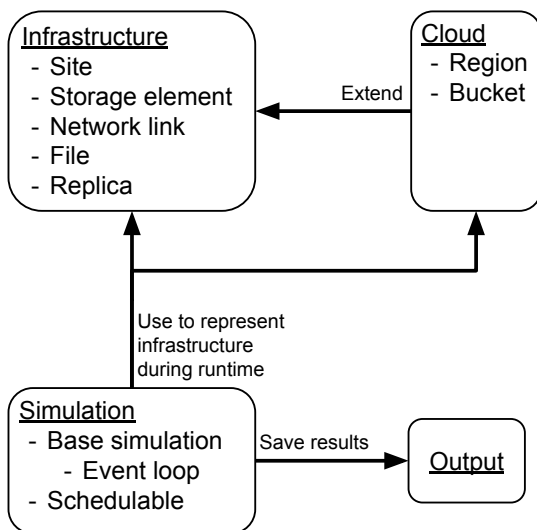 Infrastructure
- Site
- Storage element
- Network link
- File
- Replica
Extend
Cloud
- Region
- Bucket
Use to represent
infrastructure
during runtime
Simulation
- Base simulation
- Event loop
- Schedulable
Save results
Output